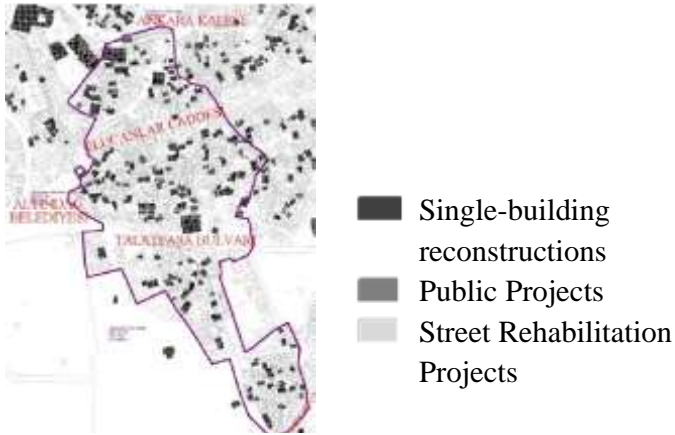 ANKARA KALESİ
ULUCANLAR CADDESİ
ALTINDAĞ
BELEDİYESİ
TALATPAŞA BULVARI
Single-building
reconstructions
Public Projects
Street Rehabilitation
Projects